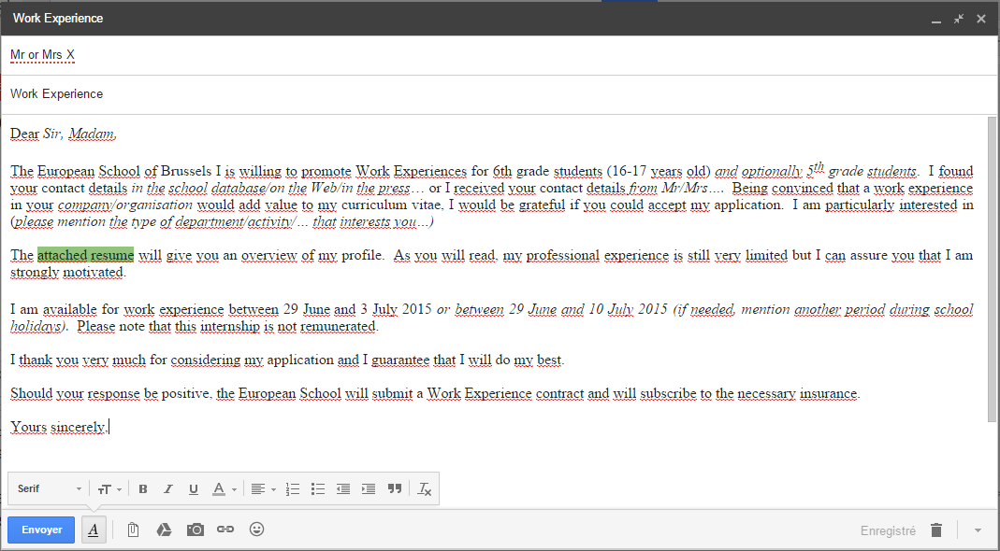 Work Experience
Mr or Mrs X
Work Experience
Dear Sir, Madam,
The European School of Brussels I is willing to promote Work Experiences for 6th grade students (16-17 years old) and optionally 5th grade students.  I found
your contact details in the school database/on the Web/in the press… or I received your contact details from Mr/Mrs….  Being convinced that a work experience
in your company/organisation would add value to my curriculum vitae, I would be grateful if you could accept my application.  I am particularly interested in
(please mention the type of department/activity/… that interests you…)
The attached resume will give you an overview of my profile.  As you will read, my professional experience is still very limited but I can assure you that I am
strongly motivated.
I am available for work experience between 29 June and 3 July 2015 or between 29 June and 10 July 2015 (if needed, mention another period during school
holidays).  Please note that this internship is not remunerated.
I thank you very much for considering my application and I guarantee that I will do my best.
Should your response be positive, the European School will submit a Work Experience contract and will subscribe to the necessary insurance.
Yours sincerely,
Serif
Envoyer
Enregistré